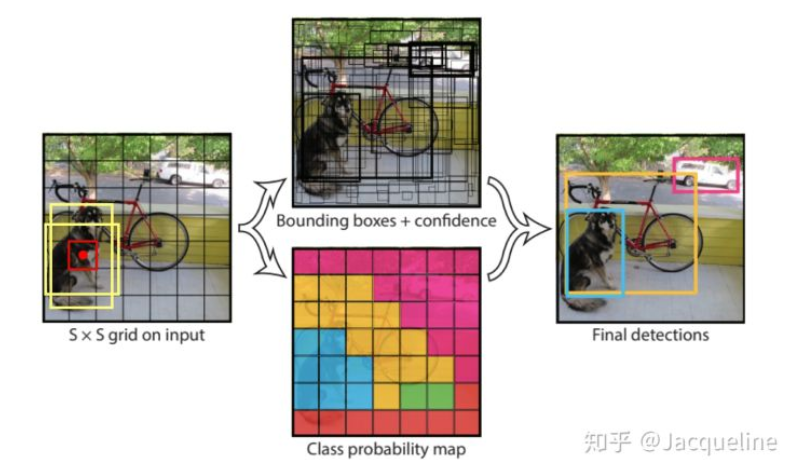 Bounding boxes + confidence
S × S grid on input
Final detections
Class probability map
知乎 @Jacqueline